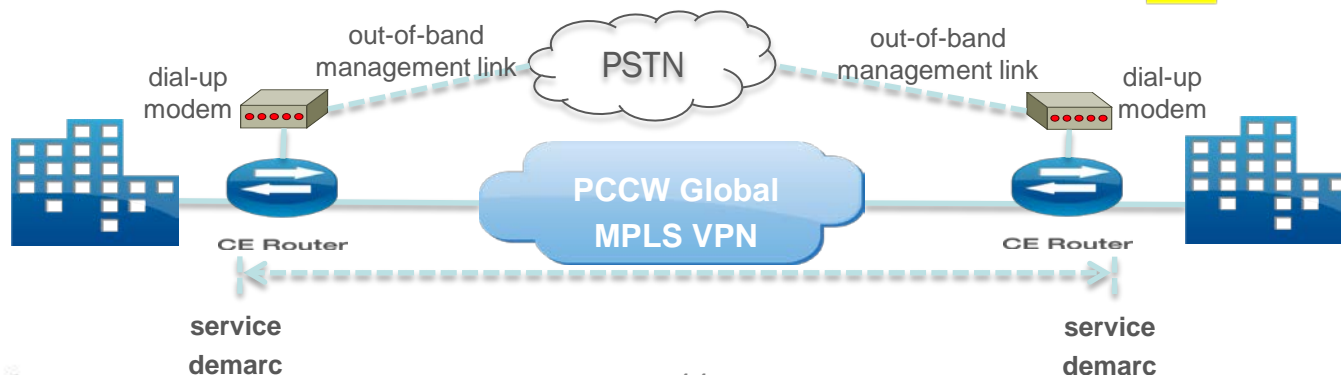 out-of-band
management link
PSTN
out-of-band
management link
dial-up
modem
dial-up
modem
PCCW Global
MPLS VPN
CE Router
CE Router
service
demarc
service
demarc